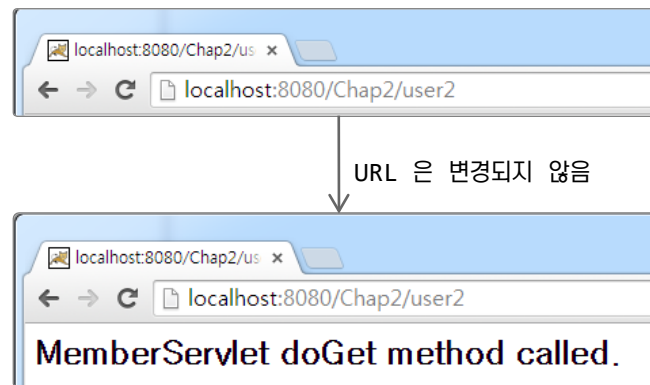 localhost:8080/Chap2/us
localhost:8080/Chap2/user2
URL 은 변경되지 않음
localhost:8080/Chap2/us
localhost:8080/Chap2/user2
MemberServlet doGet method called.